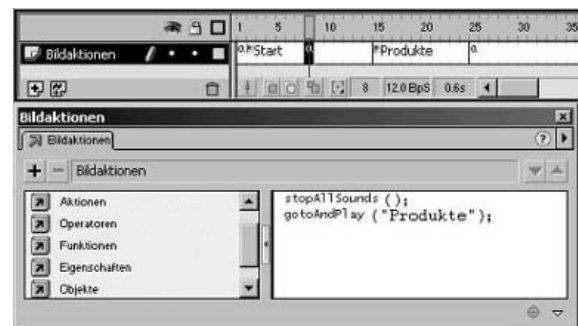 1 5 10 15 20 25 30 35
Bildaktionen
a Start a Produkte a
8 12.0 BpS 0.6s
Bildaktionen
Bildaktionen
?
+ − Bildaktionen
Aktionen
Operatoren
Funktionen
Eigenschaften
Objekte
stopAllSounds ();
gotoAndPlay ("Produkte");